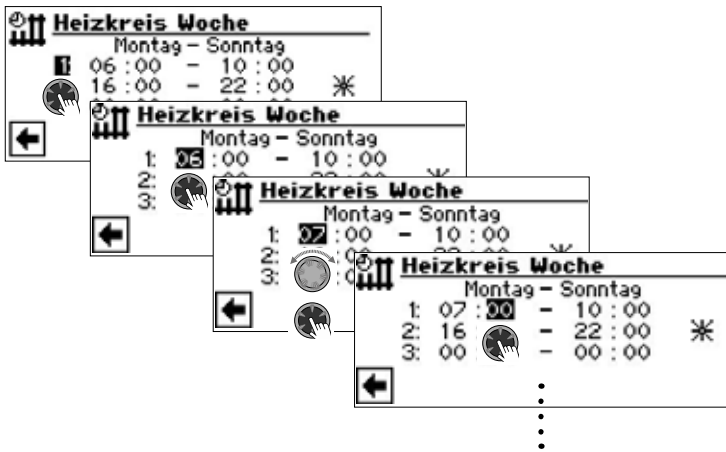 Heizkreis Woche
Montag – Sonntag
1: 06 : 00 – 10 : 00
16 : 00 – 22 : 00
Heizkreis Woche
Montag – Sonntag
1: 06 : 00 – 10 : 00
2:
3:
Heizkreis Woche
Montag – Sonntag
1: 07 : 00 – 10 : 00
2:
3:
Heizkreis Woche
Montag – Sonntag
1: 07 : 00 – 10 : 00
2: 16 – 22 : 00
3: 00 – 00 : 00